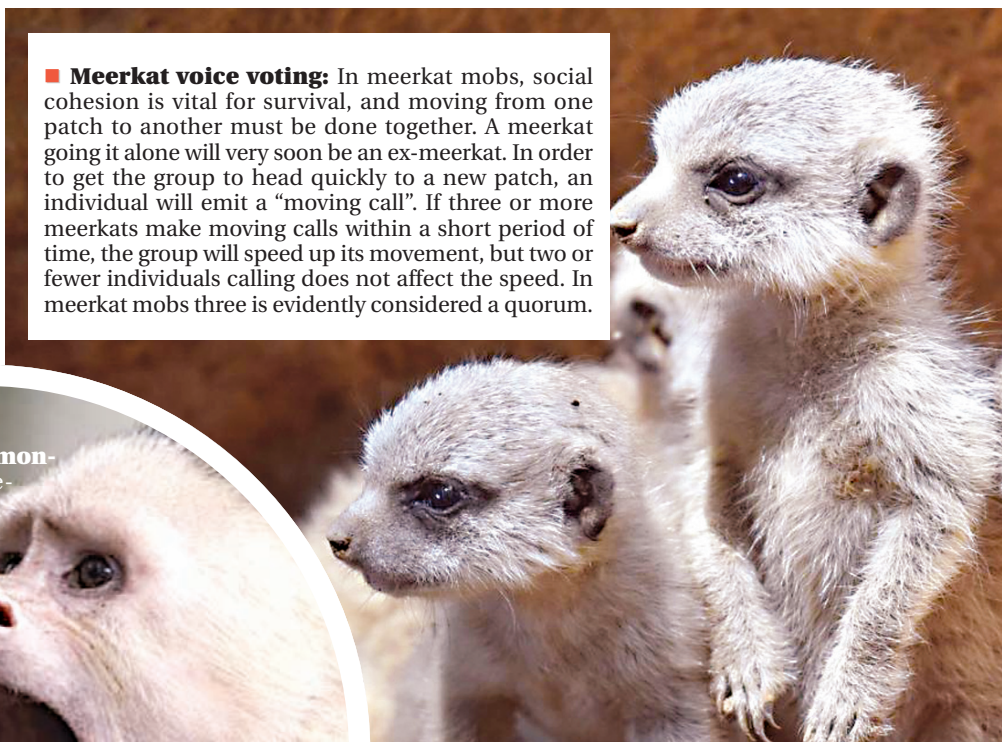 ■ Meerkat voice voting: In meerkat mobs, social
cohesion is vital for survival, and moving from one
patch to another must be done together. A meerkat
going it alone will very soon be an ex-meerkat. In order
to get the group to head quickly to a new patch, an
individual will emit a “moving call”. If three or more
meerkats make moving calls within a short period of
time, the group will speed up its movement, but two or
fewer individuals calling does not affect the speed. In
meerkat mobs three is evidently considered a quorum.
mon-
e-